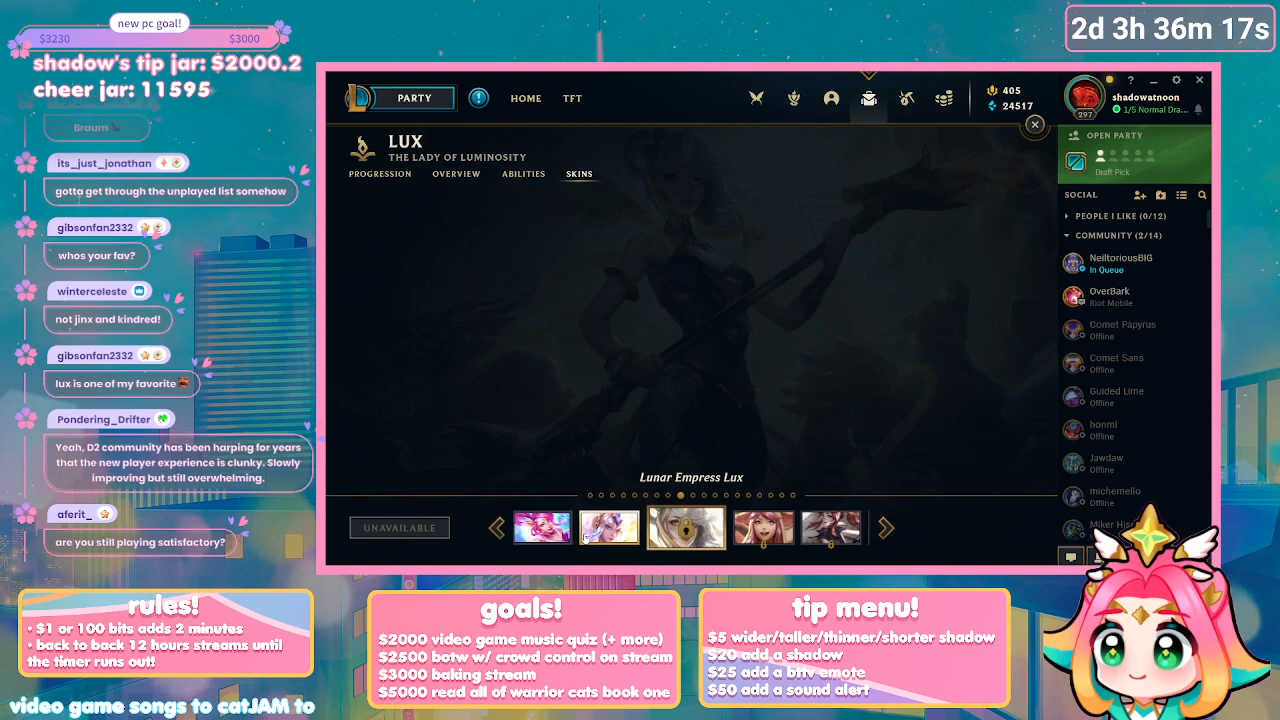 new pc goal!
$3230
$3000
shadow's tip jar: $2000.2
cheer jar: 11595
Braum
its_just_jonathan
gotta get through the unplayed list somehow
gibsonfan2332
whos your fav?
winterceleste
not jinx and kindred!
gibsonfan2332
lux is one of my favorite
Pondering_Drifter
Yeah, D2 community has been harping for years
that the new player experience is clunky. Slowly
improving but still overwhelming.
aferit_
are you still playing satisfactory?
2d 3h 36m 17s
PARTY
HOME
TFT
405
24517
297
shadowatnoon
1/5 Normal Dra...
LUX
THE LADY OF LUMINOSITY
PROGRESSION
OVERVIEW
ABILITIES
SKINS
Lunar Empress Lux
UNAVAILABLE
OPEN PARTY
Draft Pick
SOCIAL
PEOPLE I LIKE (0/12)
COMMUNITY (2/14)
NeiltoriousBIG
In Queue
OverBark
Riot Mobile
Comet Papyrus
Offline
Comet Sans
Offline
Guided Lime
Offline
honmi
Offline
Jawdaw
Offline
michemello
Offline
Miker
Offline
rules!
• $1 or 100 bits adds 2 minutes
• back to back 12 hours streams until
the timer runs out!
goals!
$2000 video game music quiz (+ more)
$2500 botw w/ crowd control on stream
$3000 baking stream
$5000 read all of warrior cats book one
tip menu!
$5 wider/taller/thinner/shorter shadow
$20 add a shadow
$25 add a bttv emote
$50 add a sound alert
video game songs to catJAM to